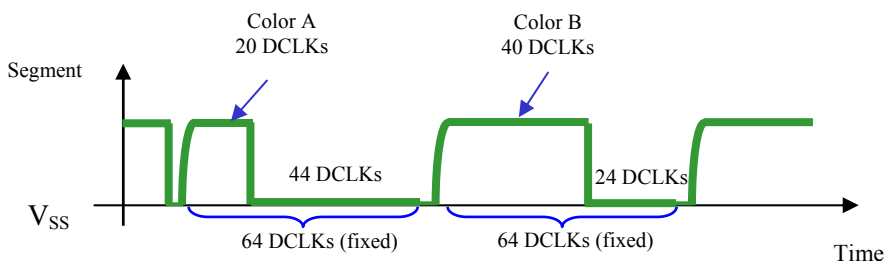 Color A
20 DCLKs
Color B
40 DCLKs
Segment
44 DCLKs
24 DCLKs
VSS
64 DCLKs (fixed)
64 DCLKs (fixed)
Time